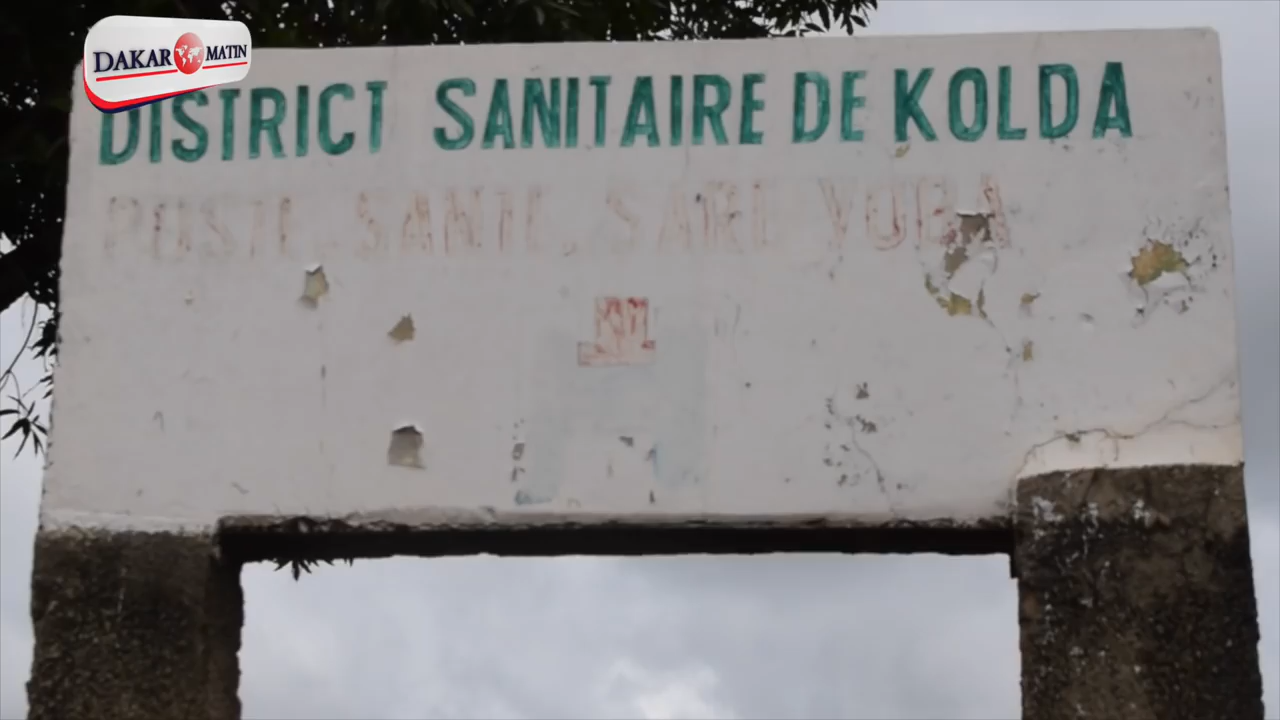 DAKAR MATIN
DISTRICT SANITAIRE DE KOLDA
POSTE SANTE SARE YOBA